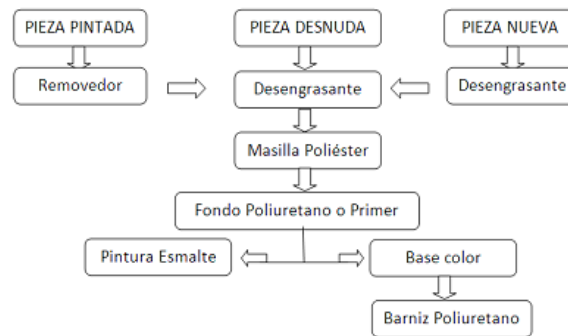 PIEZA PINTADA
PIEZA DESNUDA
PIEZA NUEVA
Removedor
Desengrasante
Desengrasante
Masilla Poliéster
Fondo Poliuretano o Primer
Pintura Esmalte
Base color
Barniz Poliuretano